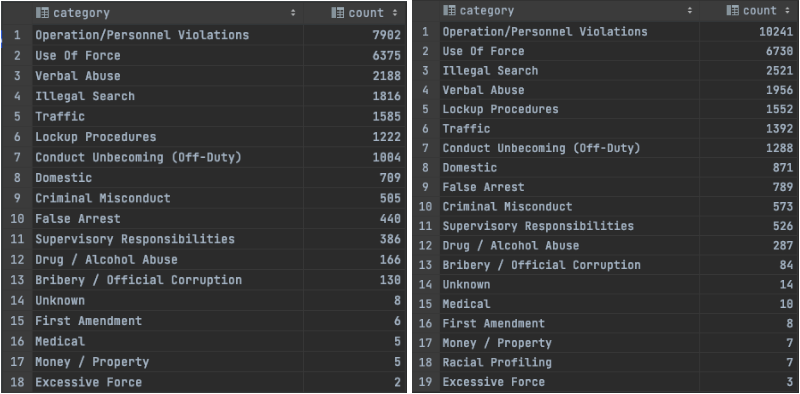 category count
1 Operation/Personnel Violations 7902
2 Use Of Force 6375
3 Verbal Abuse 2188
4 Illegal Search 1816
5 Traffic 1585
6 Lockup Procedures 1222
7 Conduct Unbecoming (Off-Duty) 1004
8 Domestic 709
9 Criminal Misconduct 505
10 False Arrest 440
11 Supervisory Responsibilities 386
12 Drug / Alcohol Abuse 166
13 Bribery / Official Corruption 130
14 Unknown 8
15 First Amendment 6
16 Medical 5
17 Money / Property 5
18 Excessive Force 2
category count
1 Operation/Personnel Violations 10241
2 Use Of Force 6730
3 Illegal Search 2521
4 Verbal Abuse 1956
5 Lockup Procedures 1552
6 Traffic 1392
7 Conduct Unbecoming (Off-Duty) 1288
8 Domestic 871
9 False Arrest 789
10 Criminal Misconduct 573
11 Supervisory Responsibilities 526
12 Drug / Alcohol Abuse 287
13 Bribery / Official Corruption 84
14 Unknown 14
15 Medical 10
16 First Amendment 8
17 Money / Property 7
18 Racial Profiling 7
19 Excessive Force 3